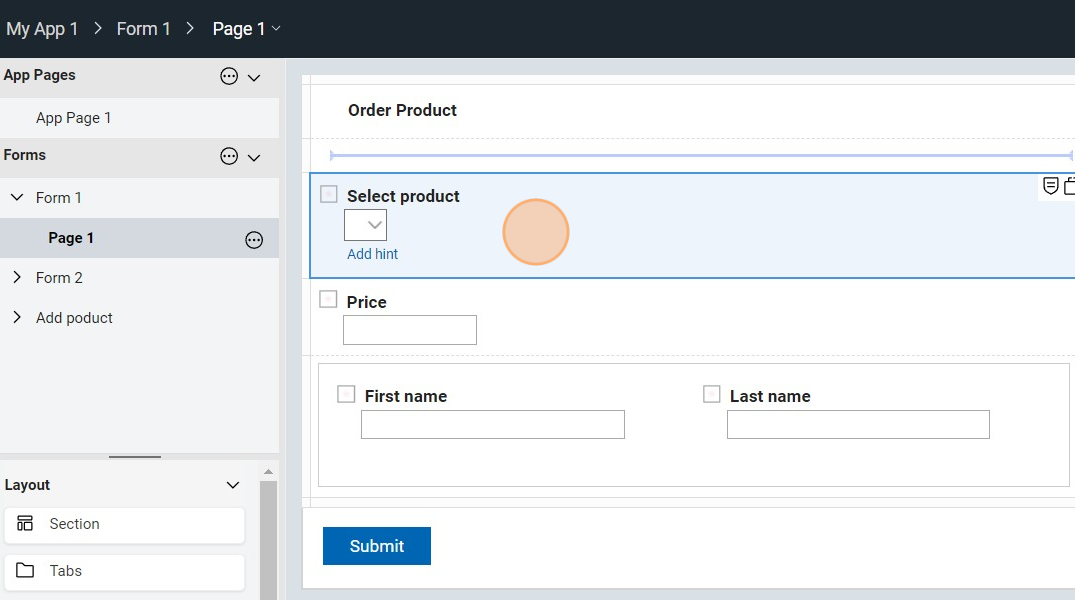 My App 1 > Form 1 > Page 1
App Pages
App Page 1
Forms
Form 1
Page 1
Form 2
Add poduct
Layout
Section
Tabs
Order Product
Select product
Add hint
Price
First name
Last name
Submit